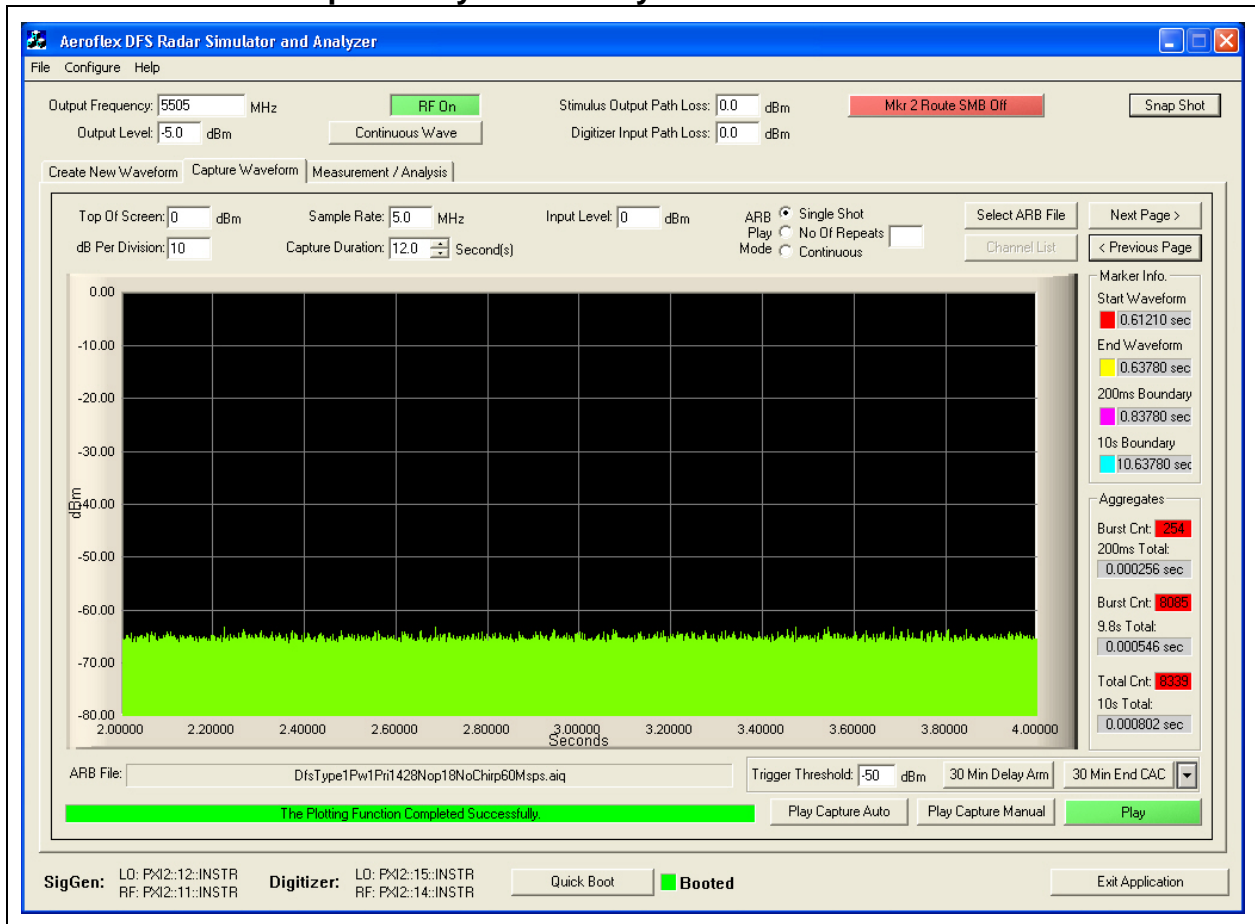 Aeroflex DFS Radar Simulator and Analyzer
File Configure Help
Output Frequency: 5505 MHz
RF On
Stimulus Output Path Loss: 0.0 dBm
Mkr 2 Route SMB Off
Snap Shot
Output Level: -5.0 dBm
Continuous Wave
Digitizer Input Path Loss: 0.0 dBm
Create New Waveform Capture Waveform Measurement / Analysis
Top Of Screen: 0 dBm
Sample Rate: 5.0 MHz
Input Level: 0 dBm
ARB Play Mode
Single Shot
No Of Repeats
Continuous
Select ARB File
Next Page >
dB Per Division: 10
Capture Duration: 12.0 Second(s)
Channel List
< Previous Page
0.00
-10.00
-20.00
-30.00
-40.00
-50.00
-60.00
-70.00
-80.00
dBm
2.00000 2.20000 2.40000 2.60000 2.80000 3.00000 3.20000 3.40000 3.60000 3.80000 4.00000
Seconds
Marker Info.
Start Waveform
0.61210 sec
End Waveform
0.63780 sec
200ms Boundary
0.83780 sec
10s Boundary
10.63780 sec
Aggregates
Burst Cnt: 254
200ms Total:
0.000256 sec
Burst Cnt: 8085
9.8s Total:
0.000546 sec
Total Cnt: 8339
10s Total:
0.000802 sec
ARB File: DfsType1Pw1Pri1428Nop18NoChirp60Msps.aiq
Trigger Threshold: -50 dBm
30 Min Delay Arm
30 Min End CAC
The Plotting Function Completed Successfully.
Play Capture Auto
Play Capture Manual
Play
SigGen: LO: PXI2::12::INSTR
RF: PXI2::11::INSTR
Digitizer: LO: PXI2::15::INSTR
RF: PXI2::14::INSTR
Quick Boot
Booted
Exit Application